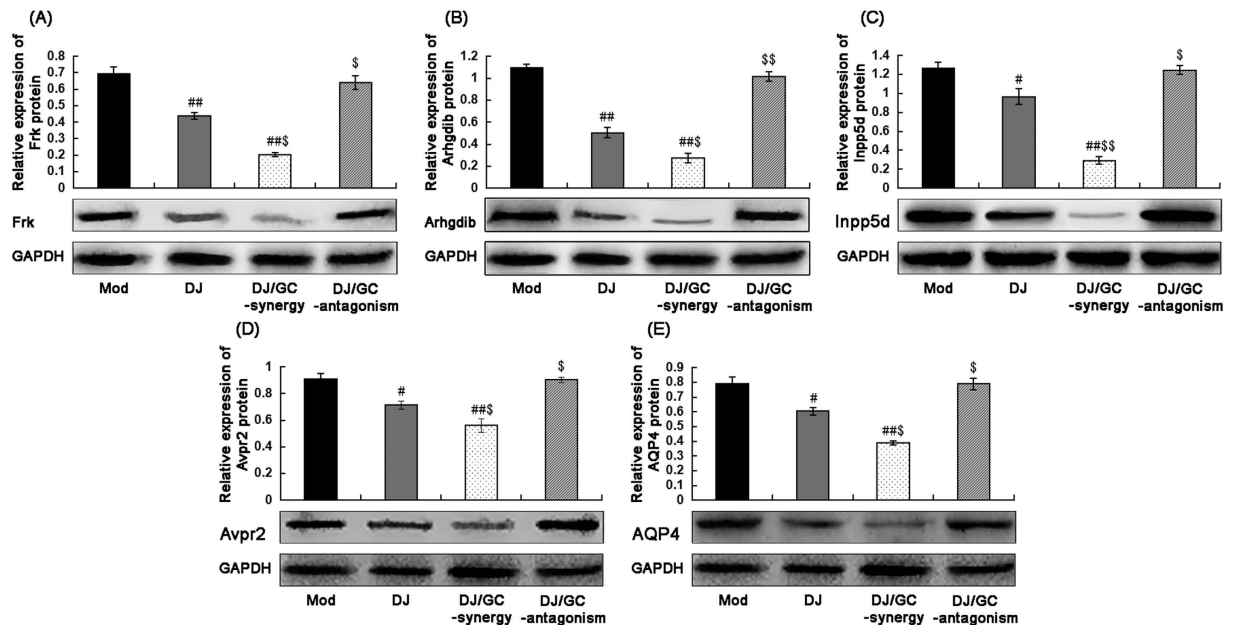 (A)
Relative expression of
Frk protein
0.8
0.7
0.6
0.5
0.4
0.3
0.2
0.1
0
##
##$
$
Frk
GAPDH
Mod
DJ
DJ/GC
-synergy
DJ/GC
-antagonism
(B)
Relative expression of
Arhgdib protein
1.2
1
0.8
0.6
0.4
0.2
0
##
##$
$$
Arhgdib
GAPDH
Mod
DJ
DJ/GC
-synergy
DJ/GC
-antagonism
(C)
Relative expression of
Inpp5d protein
1.4
1.2
1
0.8
0.6
0.4
0.2
0
#
##$$
$
Inpp5d
GAPDH
Mod
DJ
DJ/GC
-synergy
DJ/GC
-antagonism
(D)
Relative expression of
Avpr2 protein
1
0.8
0.6
0.4
0.2
0
#
##$
$
Avpr2
GAPDH
Mod
DJ
DJ/GC
-synergy
DJ/GC
-antagonism
(E)
Relative expression of
AQP4 protein
0.9
0.8
0.7
0.6
0.5
0.4
0.3
0.2
0.1
0
#
##$
$
AQP4
GAPDH
Mod
DJ
DJ/GC
-synergy
DJ/GC
-antagonism